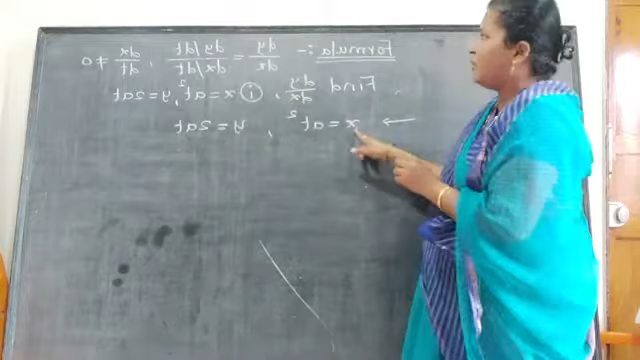 Formula :- dy/dx = (dy/dt)/(dx/dt), dx/dt ≠ 0
Find dy/dx, ① x = at², y = 2at
→ x = at², y = 2at